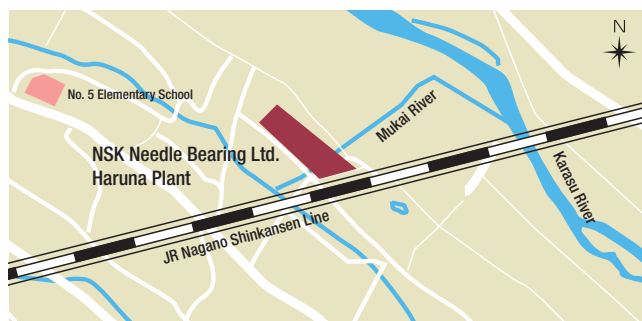 N
No. 5 Elementary School
Mukai River
NSK Needle Bearing Ltd.
Haruna Plant
Karasu River
JR Nagano Shinkansen Line